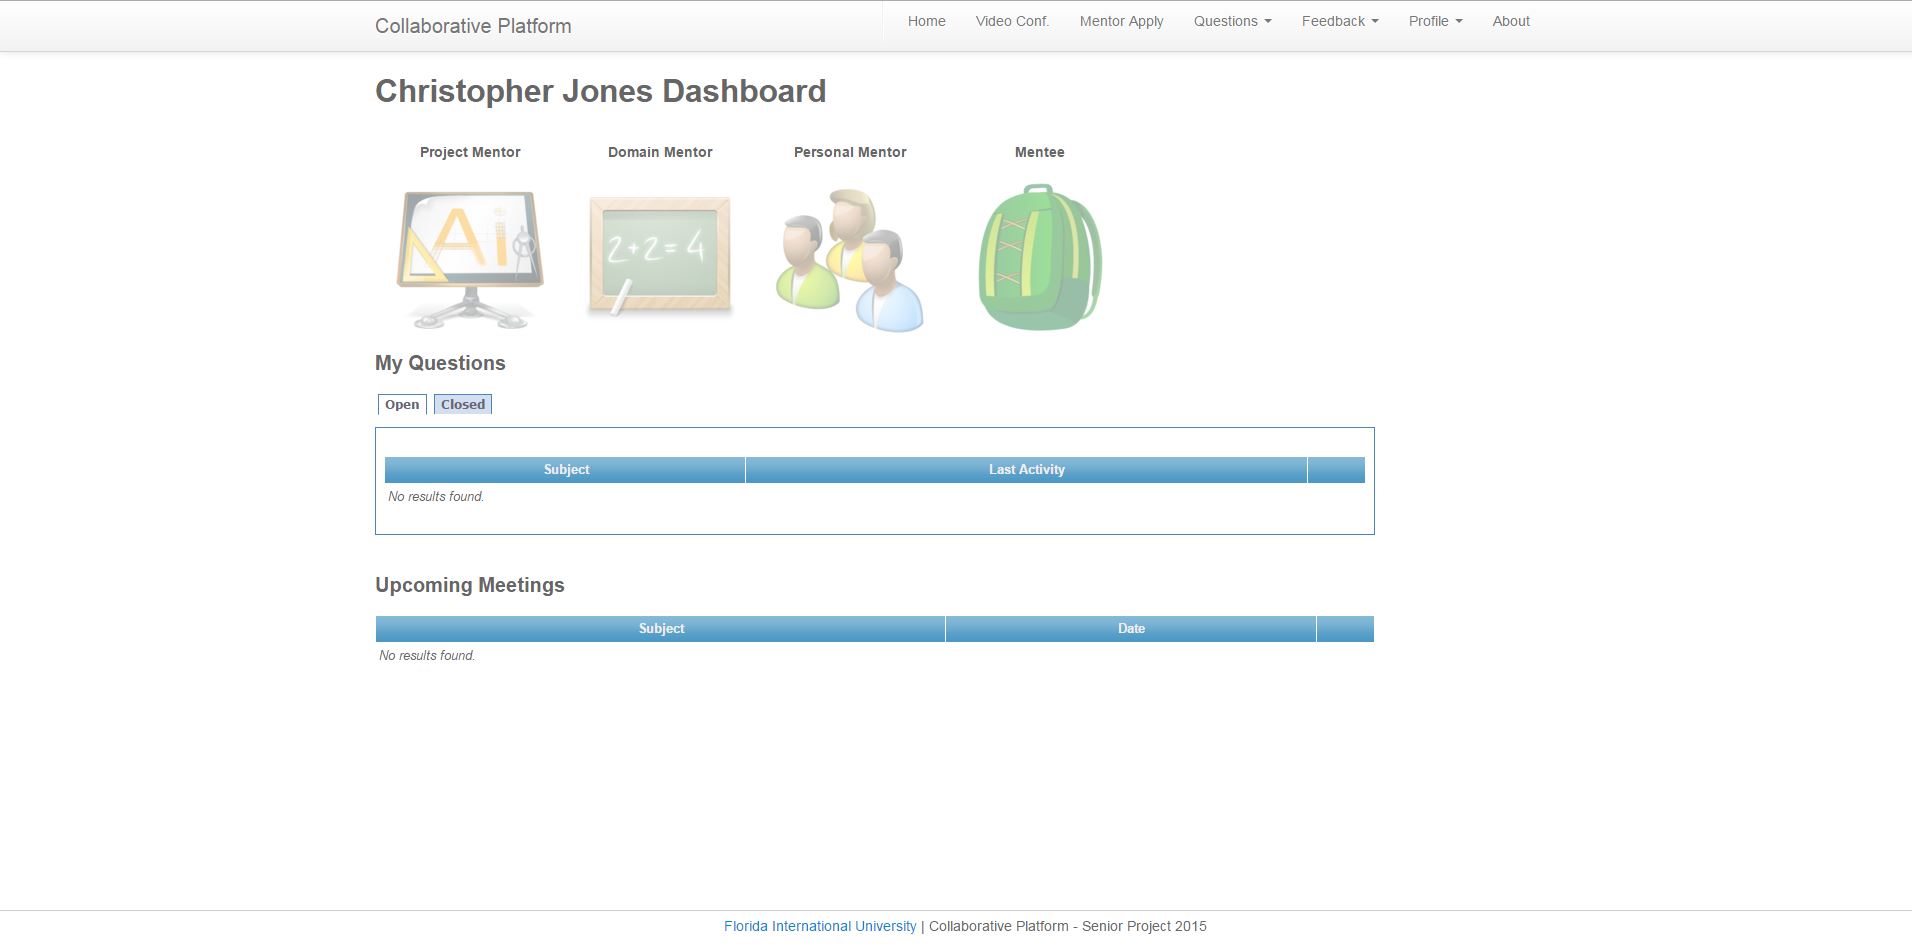 Collaborative Platform
Home Video Conf. Mentor Apply Questions Feedback Profile About
Christopher Jones Dashboard
Project Mentor Domain Mentor Personal Mentor Mentee
Ai
2+2=4
My Questions
Open Closed
Subject Last Activity
No results found.
Upcoming Meetings
Subject Date
No results found.
Florida International University | Collaborative Platform - Senior Project 2015